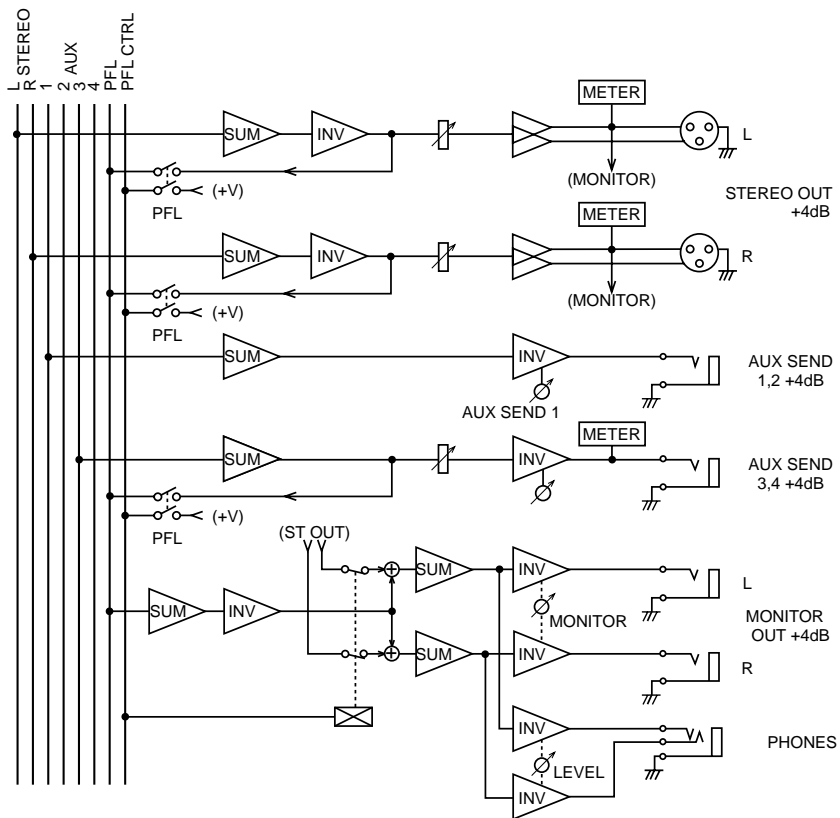 L
R STEREO
1
2 AUX
3
4
PFL
PFL CTRL
METER
SUM
INV
L
(MONITOR)
(+V)
PFL
STEREO OUT
+4dB
METER
SUM
INV
R
(MONITOR)
(+V)
PFL
SUM
INV
AUX SEND 1
AUX SEND
1,2 +4dB
METER
SUM
INV
AUX SEND
3,4 +4dB
(+V)
PFL
(ST OUT)
SUM
INV
L
SUM
INV
MONITOR
MONITOR
OUT +4dB
SUM
INV
R
INV
PHONES
LEVEL
INV